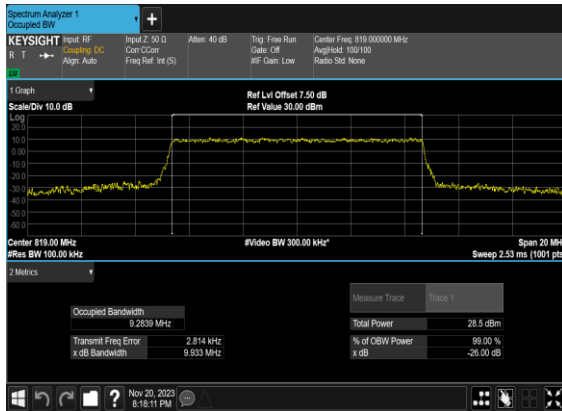 Spectrum Analyzer 1
Occupied BW
KEYSIGHT Input: RF Input Z: 50 Ω Atten: 40 dB Trig: Free Run Center Freq: 819.000000 MHz
R T Coupling: DC Corr CCorr Gate: Off Avg|Hold: 100/100
Align: Auto Freq Ref: Int (S) #IF Gain: Low Radio Std: None
1 Graph
Ref Lvl Offset 7.50 dB
Scale/Div 10.0 dB Ref Value 30.00 dBm
Log
20.0
10.0
0.00
-10.0
-20.0
-30.0
-40.0
-50.0
-60.0
Center 819.00 MHz #Video BW 300.00 kHz* Span 20 MH
#Res BW 100.00 kHz Sweep 2.53 ms (1001 pts
2 Metrics
Measure Trace Trace 1
Occupied Bandwidth
9.2839 MHz Total Power 28.5 dBm
Transmit Freq Error 2.814 kHz % of OBW Power 99.00 %
x dB Bandwidth 9.933 MHz x dB -26.00 dB
? Nov 20, 2023
8:18:11 PM